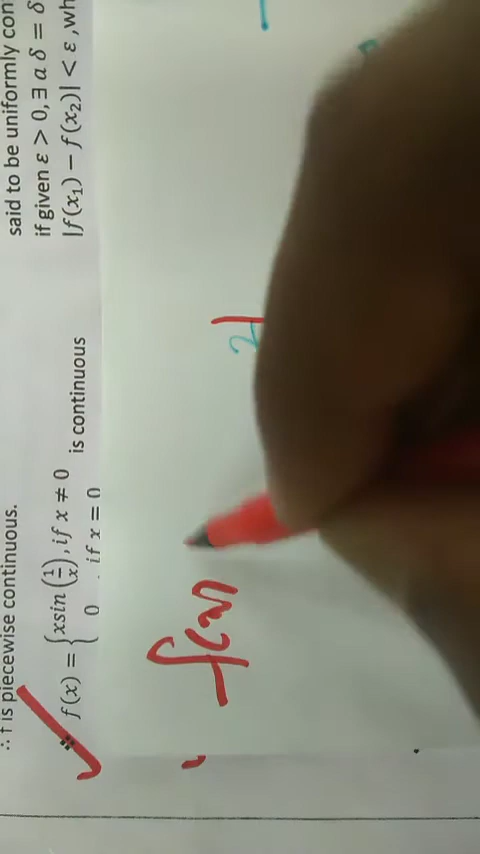 ∴ f is piecewise continuous.
f(x) = { xsin(1/x), if x ≠ 0
0 if x = 0 is continuous
said to be uniformly con
if given ε > 0, ∃ a δ = δ
|f(x₁) − f(x₂)| < ε, wh
f(x)